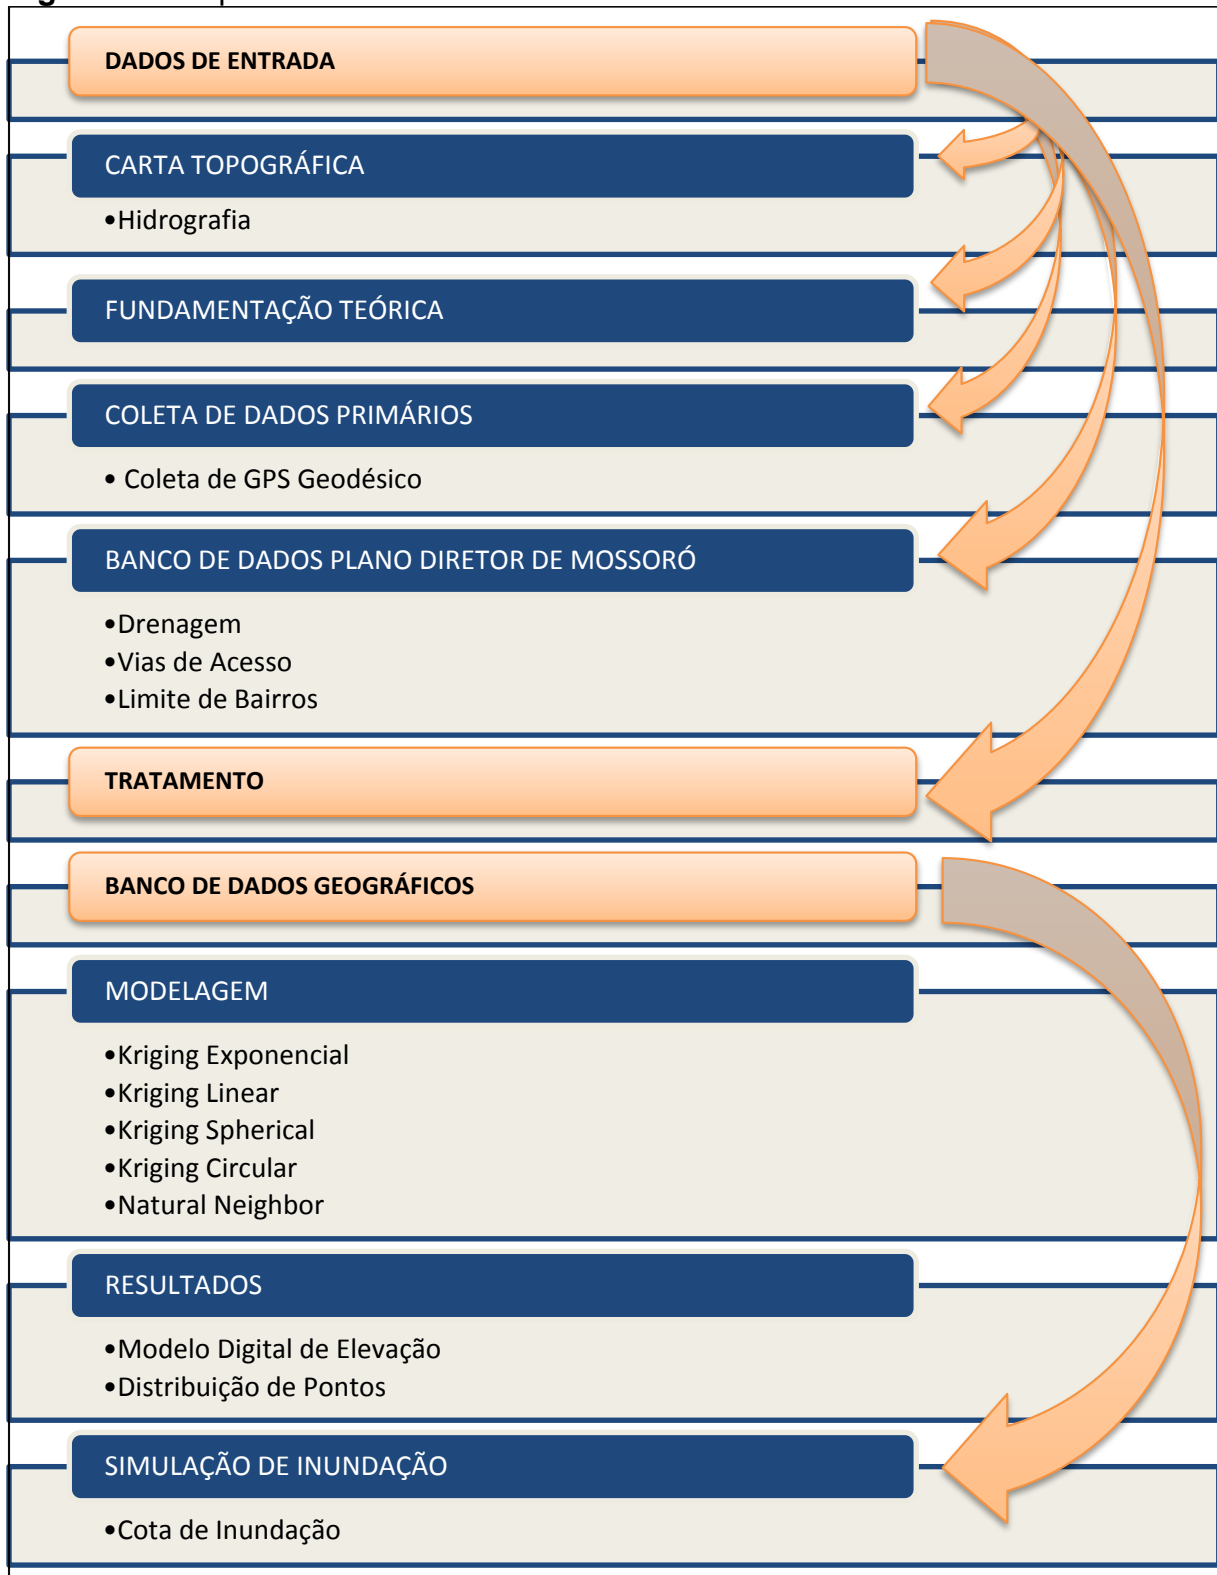 DADOS DE ENTRADA
CARTA TOPOGRÁFICA
•Hidrografia
FUNDAMENTAÇÃO TEÓRICA
COLETA DE DADOS PRIMÁRIOS
• Coleta de GPS Geodésico
BANCO DE DADOS PLANO DIRETOR DE MOSSORÓ
•Drenagem
•Vias de Acesso
•Limite de Bairros
TRATAMENTO
BANCO DE DADOS GEOGRÁFICOS
MODELAGEM
•Kriging Exponencial
•Kriging Linear
•Kriging Spherical
•Kriging Circular
•Natural Neighbor
RESULTADOS
•Modelo Digital de Elevação
•Distribuição de Pontos
SIMULAÇÃO DE INUNDAÇÃO
•Cota de Inundação